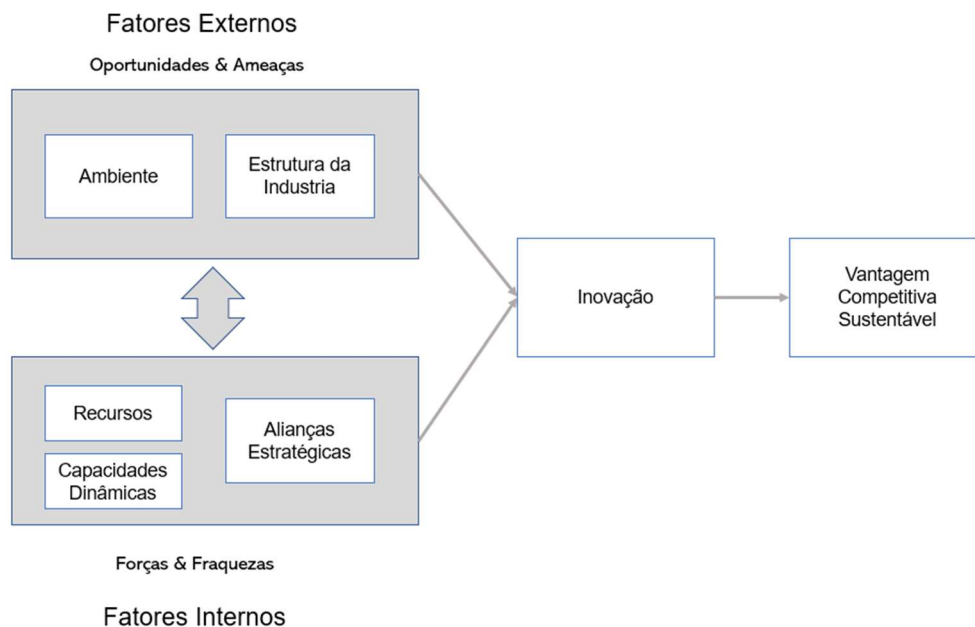 Fatores Externos
Oportunidades & Ameaças
Ambiente
Estrutura da
Industria
Inovação
Vantagem
Competitiva
Sustentável
Recursos
Capacidades
Dinâmicas
Alianças
Estratégicas
Forças & Fraquezas
Fatores Internos